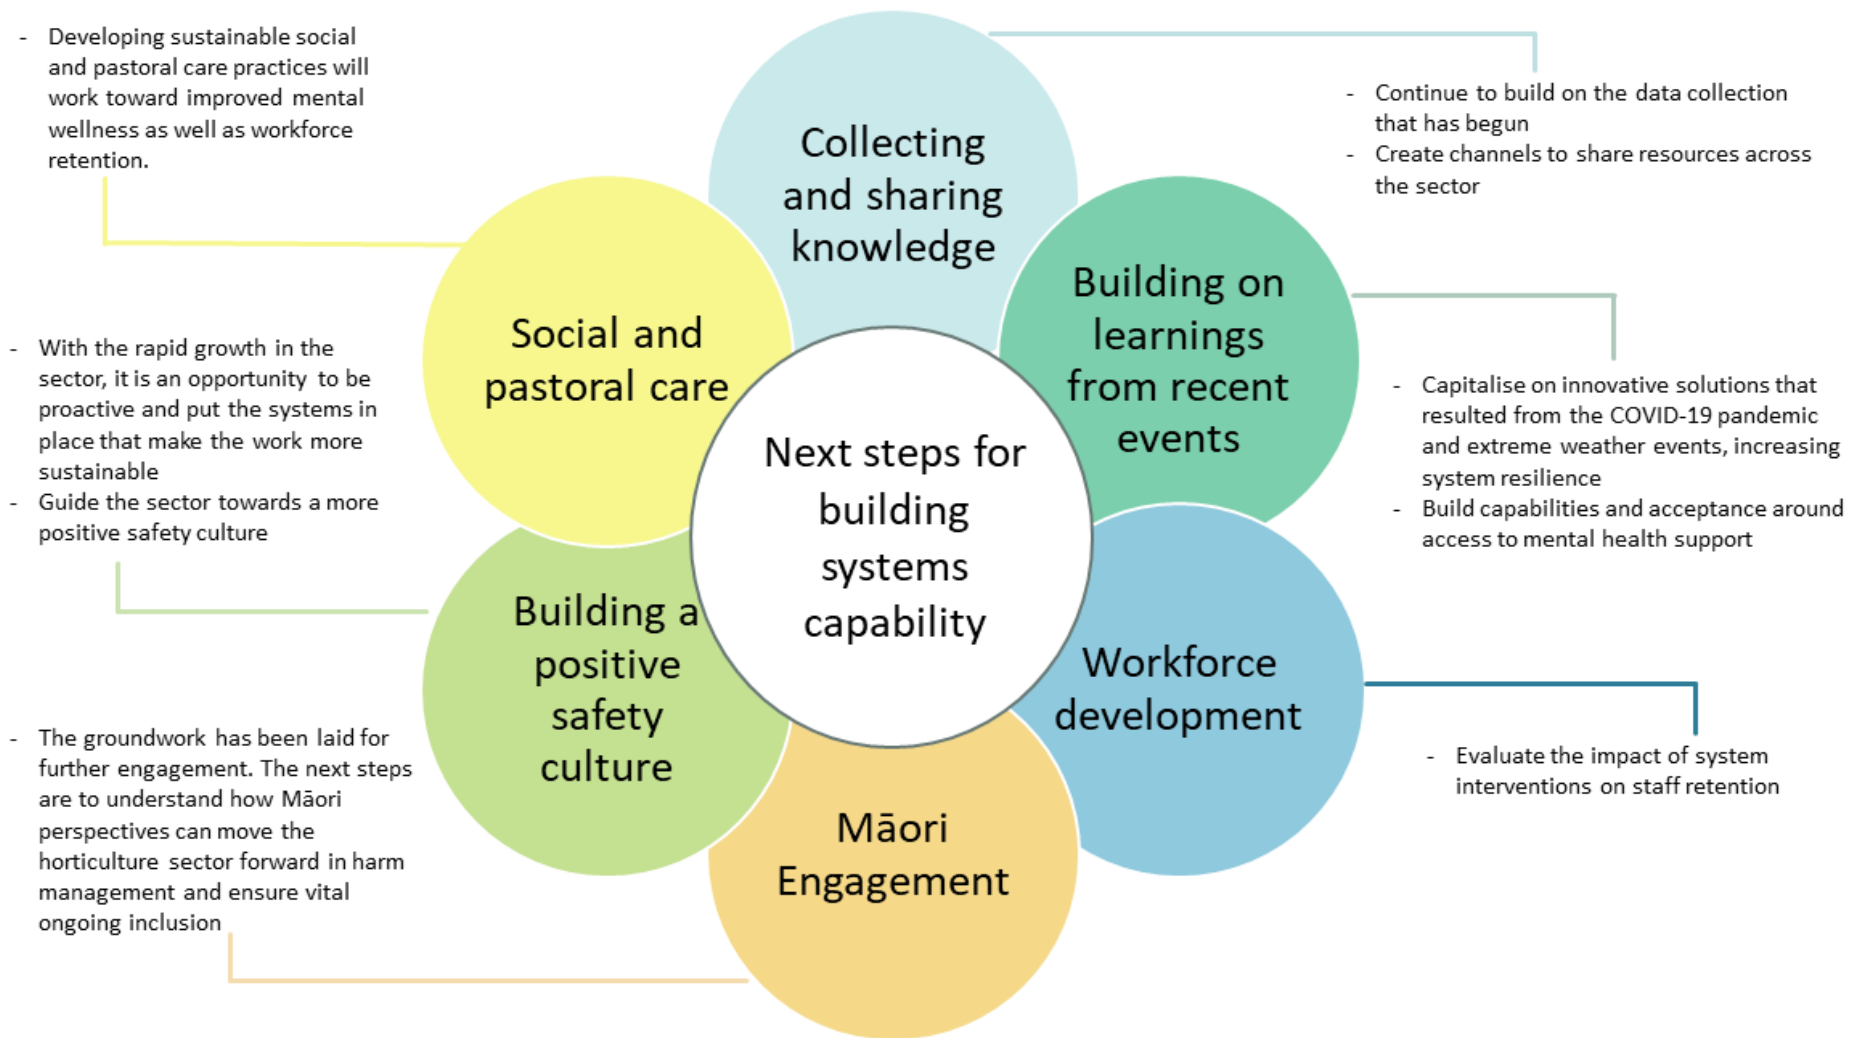 - Developing sustainable social
and pastoral care practices will
work toward improved mental
wellness as well as workforce
retention.
Collecting
and sharing
knowledge
- Continue to build on the data collection
that has begun
- Create channels to share resources across
the sector
Social and
pastoral care
Building on
learnings
from recent
events
- With the rapid growth in the
sector, it is an opportunity to be
proactive and put the systems in
place that make the work more
sustainable
- Guide the sector towards a more
positive safety culture
- Capitalise on innovative solutions that
resulted from the COVID-19 pandemic
and extreme weather events, increasing
system resilience
- Build capabilities and acceptance around
access to mental health support
Next steps for
building
systems
capability
Building a
positive
safety
culture
Workforce
development
- The groundwork has been laid for
further engagement. The next steps
are to understand how Māori
perspectives can move the
horticulture sector forward in harm
management and ensure vital
ongoing inclusion
- Evaluate the impact of system
interventions on staff retention
Māori
Engagement